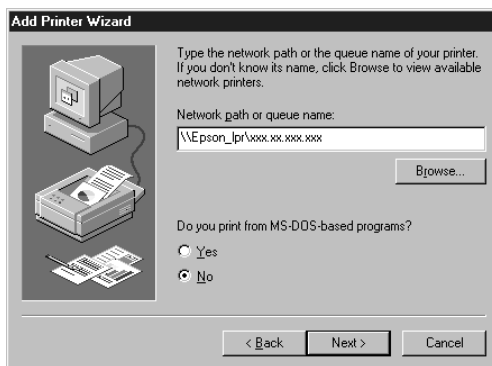 Add Printer Wizard
Type the network path or the queue name of your printer.
If you don't know its name, click Browse to view available
network printers.
Network path or queue name:
\\Epson_lpr\xxx.xx.xxx.xxx
Browse...
Do you print from MS-DOS-based programs?
Yes
No
< Back
Next >
Cancel